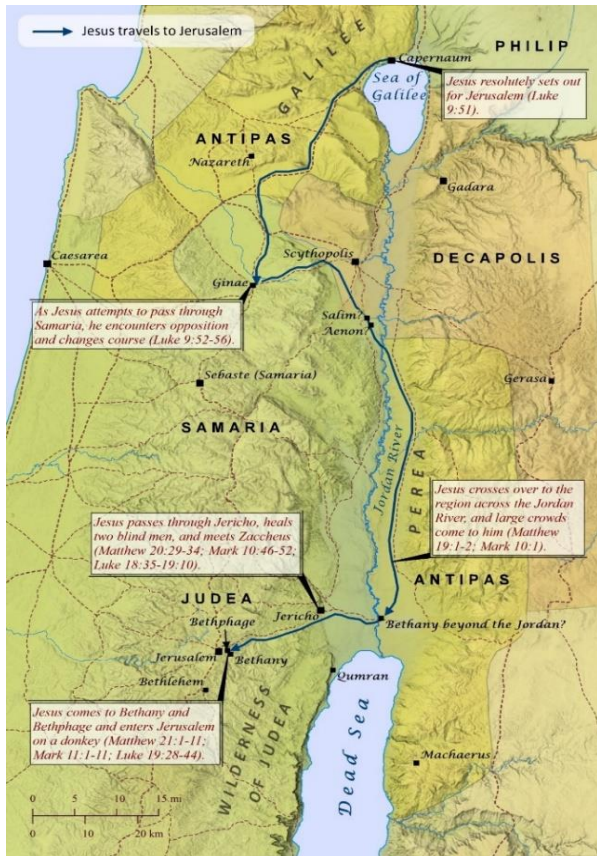 Jesus travels to Jerusalem
GALILEE
Capernaum
PHILIP
Sea of
Galilee
Jesus resolutely sets out
for Jerusalem (Luke
9:51).
ANTIPAS
Nazareth
Gadara
Caesarea
Scythopolis
DECAPOLIS
Ginae
As Jesus attempts to pass through
Samaria, he encounters opposition
and changes course (Luke 9:52-56).
Salim?
Aenon?
Sebaste (Samaria)
Gerasa
SAMARIA
Jordan River
PEREA
Jesus crosses over to the
region across the Jordan
River, and large crowds
come to him (Matthew
19:1-2; Mark 10:1).
Jesus passes through Jericho, heals
two blind men, and meets Zaccheus
(Matthew 20:29-34; Mark 10:46-52;
Luke 18:35-19:10).
ANTIPAS
JUDEA
Jericho
Bethany beyond the Jordan?
Bethphage
Jerusalem
Bethany
Bethlehem
Qumran
Jesus comes to Bethany and
Bethphage and enters Jerusalem
on a donkey (Matthew 21:1-11;
Mark 11:1-11; Luke 19:28-44).
WILDERNESS
OF JUDEA
Dead Sea
Machaerus
0 5 10 15 mi
0 10 20 km